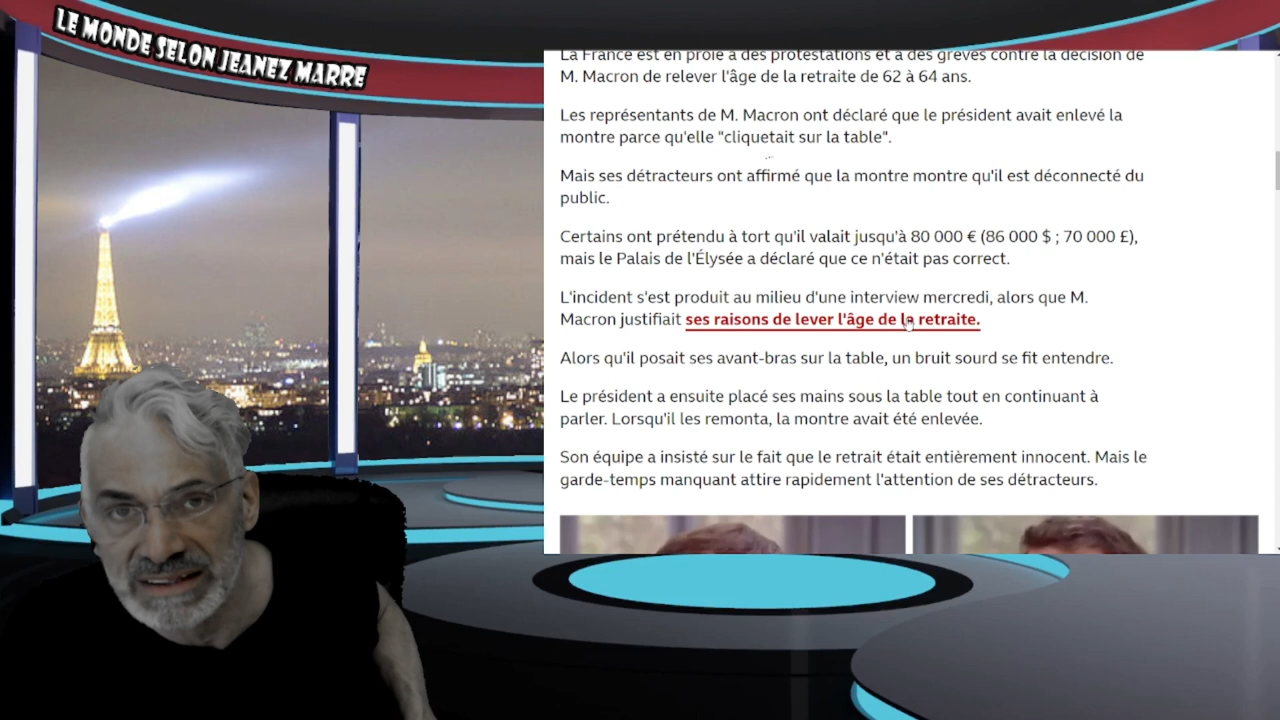 LE MONDE SELON JEANEZ MARRE
La France est en proie à des protestations et à des grèves contre la décision de
M. Macron de relever l'âge de la retraite de 62 à 64 ans.
Les représentants de M. Macron ont déclaré que le président avait enlevé la
montre parce qu'elle "cliquetait sur la table".
Mais ses détracteurs ont affirmé que la montre montre qu'il est déconnecté du
public.
Certains ont prétendu à tort qu'il valait jusqu'à 80 000 € (86 000 $ ; 70 000 £),
mais le Palais de l'Élysée a déclaré que ce n'était pas correct.
L'incident s'est produit au milieu d'une interview mercredi, alors que M.
Macron justifiait ses raisons de lever l'âge de la retraite.
Alors qu'il posait ses avant-bras sur la table, un bruit sourd se fit entendre.
Le président a ensuite placé ses mains sous la table tout en continuant à
parler. Lorsqu'il les remonta, la montre avait été enlevée.
Son équipe a insisté sur le fait que le retrait était entièrement innocent. Mais le
garde-temps manquant attire rapidement l'attention de ses détracteurs.